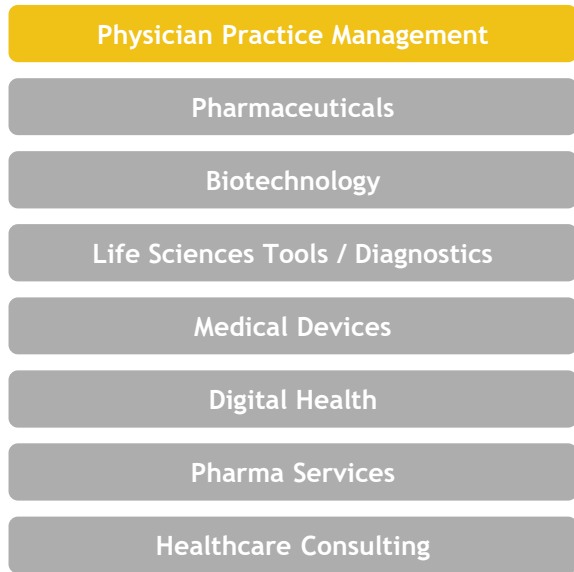 Physician Practice Management
Pharmaceuticals
Biotechnology
Life Sciences Tools / Diagnostics
Medical Devices
Digital Health
Pharma Services
Healthcare Consulting